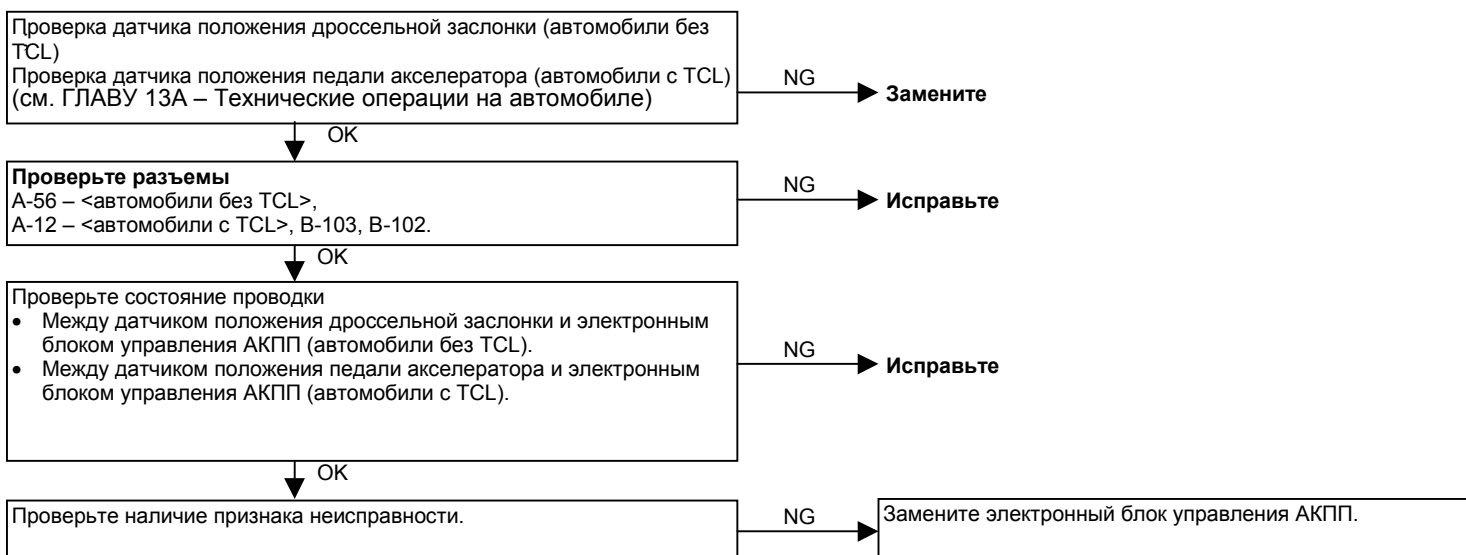 Проверка датчика положения дроссельной заслонки (автомобили без
TCL)
Проверка датчика положения педали акселератора (автомобили с TCL)
(см. ГЛАВУ 13А – Технические операции на автомобиле)
NG
Замените
OK
Проверьте разъемы
A-56 – <автомобили без TCL>,
A-12 – <автомобили с TCL>, B-103, B-102.
NG
Исправьте
OK
Проверьте состояние проводки
• Между датчиком положения дроссельной заслонки и электронным
блоком управления АКПП (автомобили без TCL).
• Между датчиком положения педали акселератора и электронным
блоком управления АКПП (автомобили с TCL).
NG
Исправьте
OK
Проверьте наличие признака неисправности.
NG
Замените электронный блок управления АКПП.